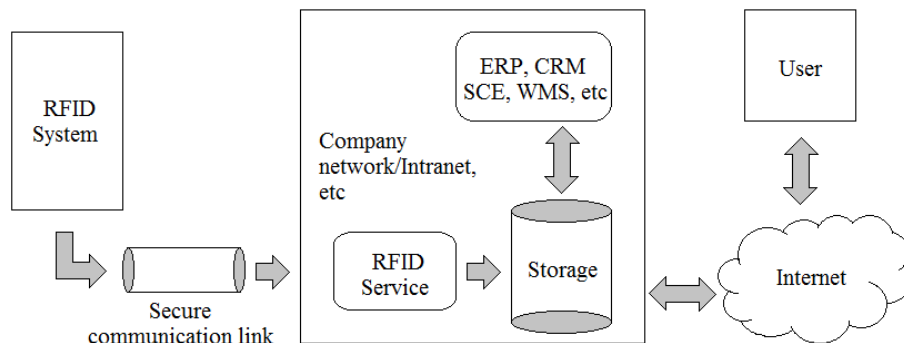 RFID
System
Secure
communication link
Company
network/Intranet,
etc
ERP, CRM
SCE, WMS, etc
RFID
Service
Storage
User
Internet